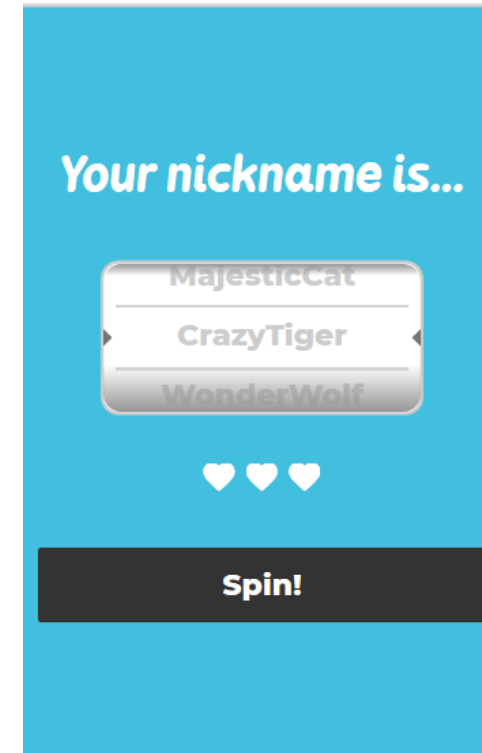 Your nickname is...
MajesticCat
CrazyTiger
WonderWolf
Spin!